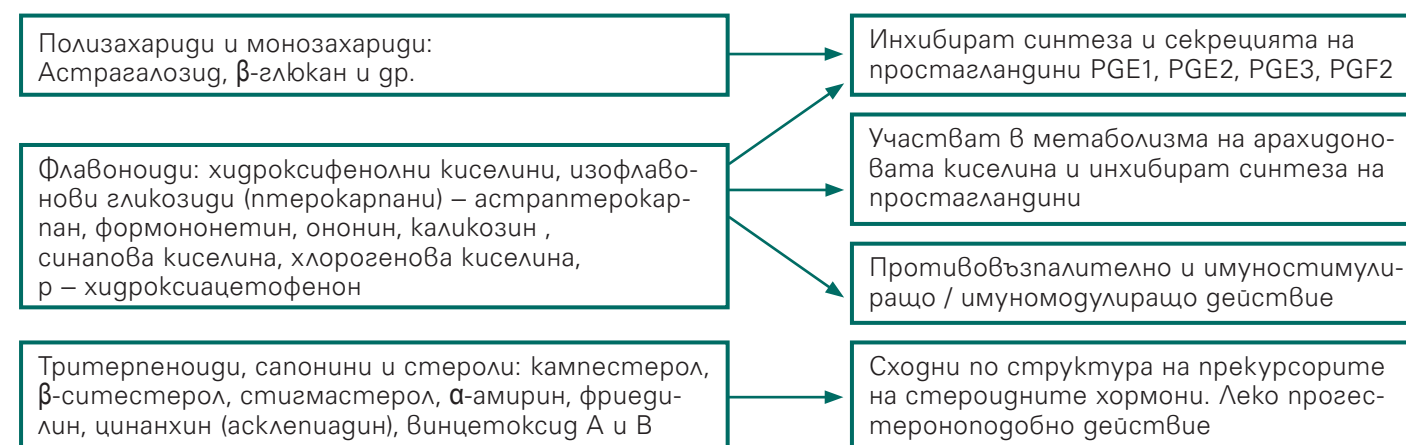 Полизахариди и монозахариди:
Астрагалозид, β-глюкан и др.
Инхибират синтеза и секрецията на
простагландини PGE1, PGE2, PGE3, PGF2
Флавоноиди: хидроксифенолни киселини, изофлаво-
нови гликозиди (птерокарпани) – астраптерокар-
пан, формононетин, ононин, каликозин ,
синапова киселина, хлорогенова киселина,
р – хидроксиацетофенон
Участват в метаболизма на арахидоно-
вата киселина и инхибират синтеза на
простагландини
Противовъзпалително и имуностимули-
ращо / имуномодулиращо действие
Тритерпеноиди, сапонини и стероли: кампестерол,
β-ситестерол, стигмастерол, α-амирин, фриеди-
лин, цинанхин (асклепиадин), винцетоксид А и В
Сходни по структура на прекурсорите
на стероидните хормони. Леко прогес-
тероноподобно действие